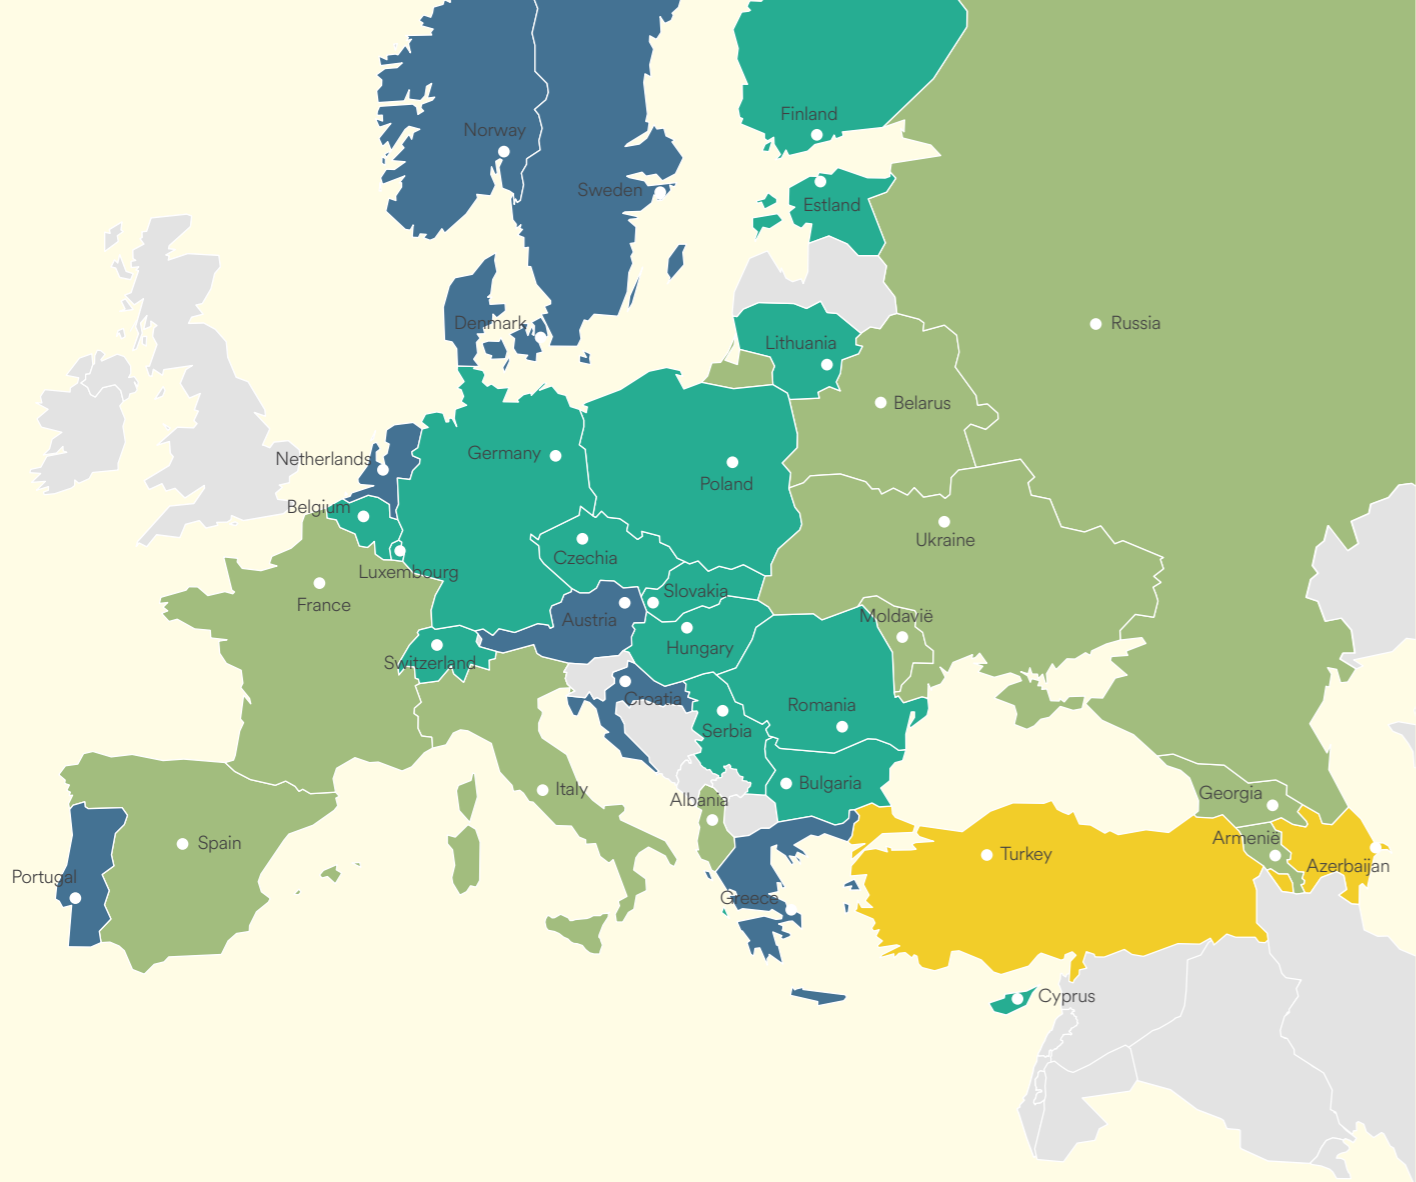 Finland
Norway
Sweden
Estland
Denmark
Russia
Lithuania
Belarus
Netherlands
Germany
Poland
Belgium
Ukraine
Czechia
Luxembourg
Slovakia
France
Moldavië
Austria
Hungary
Switzerland
Croatia
Romania
Serbia
Bulgaria
Italy
Georgia
Albania
Armenië
Spain
Turkey
Azerbaijan
Portugal
Greece
Cyprus